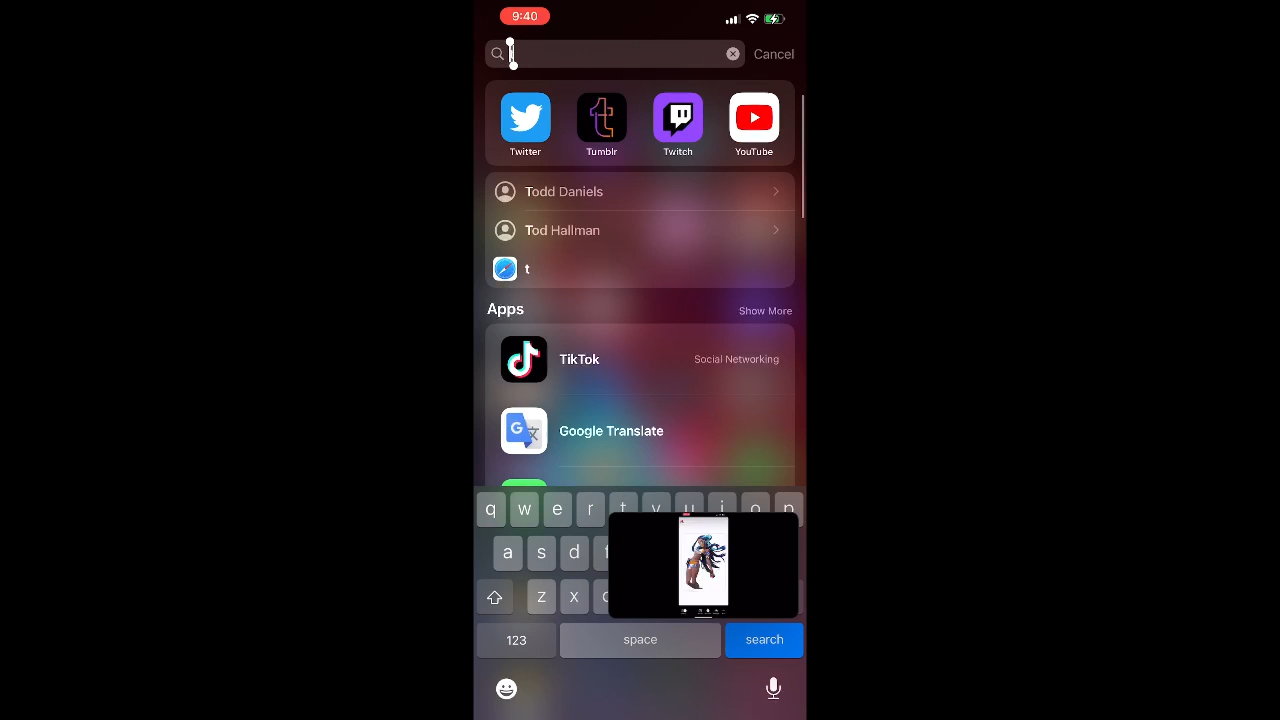 9:40
Cancel
Twitter Tumblr Twitch YouTube
Todd Daniels
Tod Hallman
t
Apps Show More
TikTok Social Networking
Google Translate
q w e r t y u i o p
a s d f
z x c
123 space search